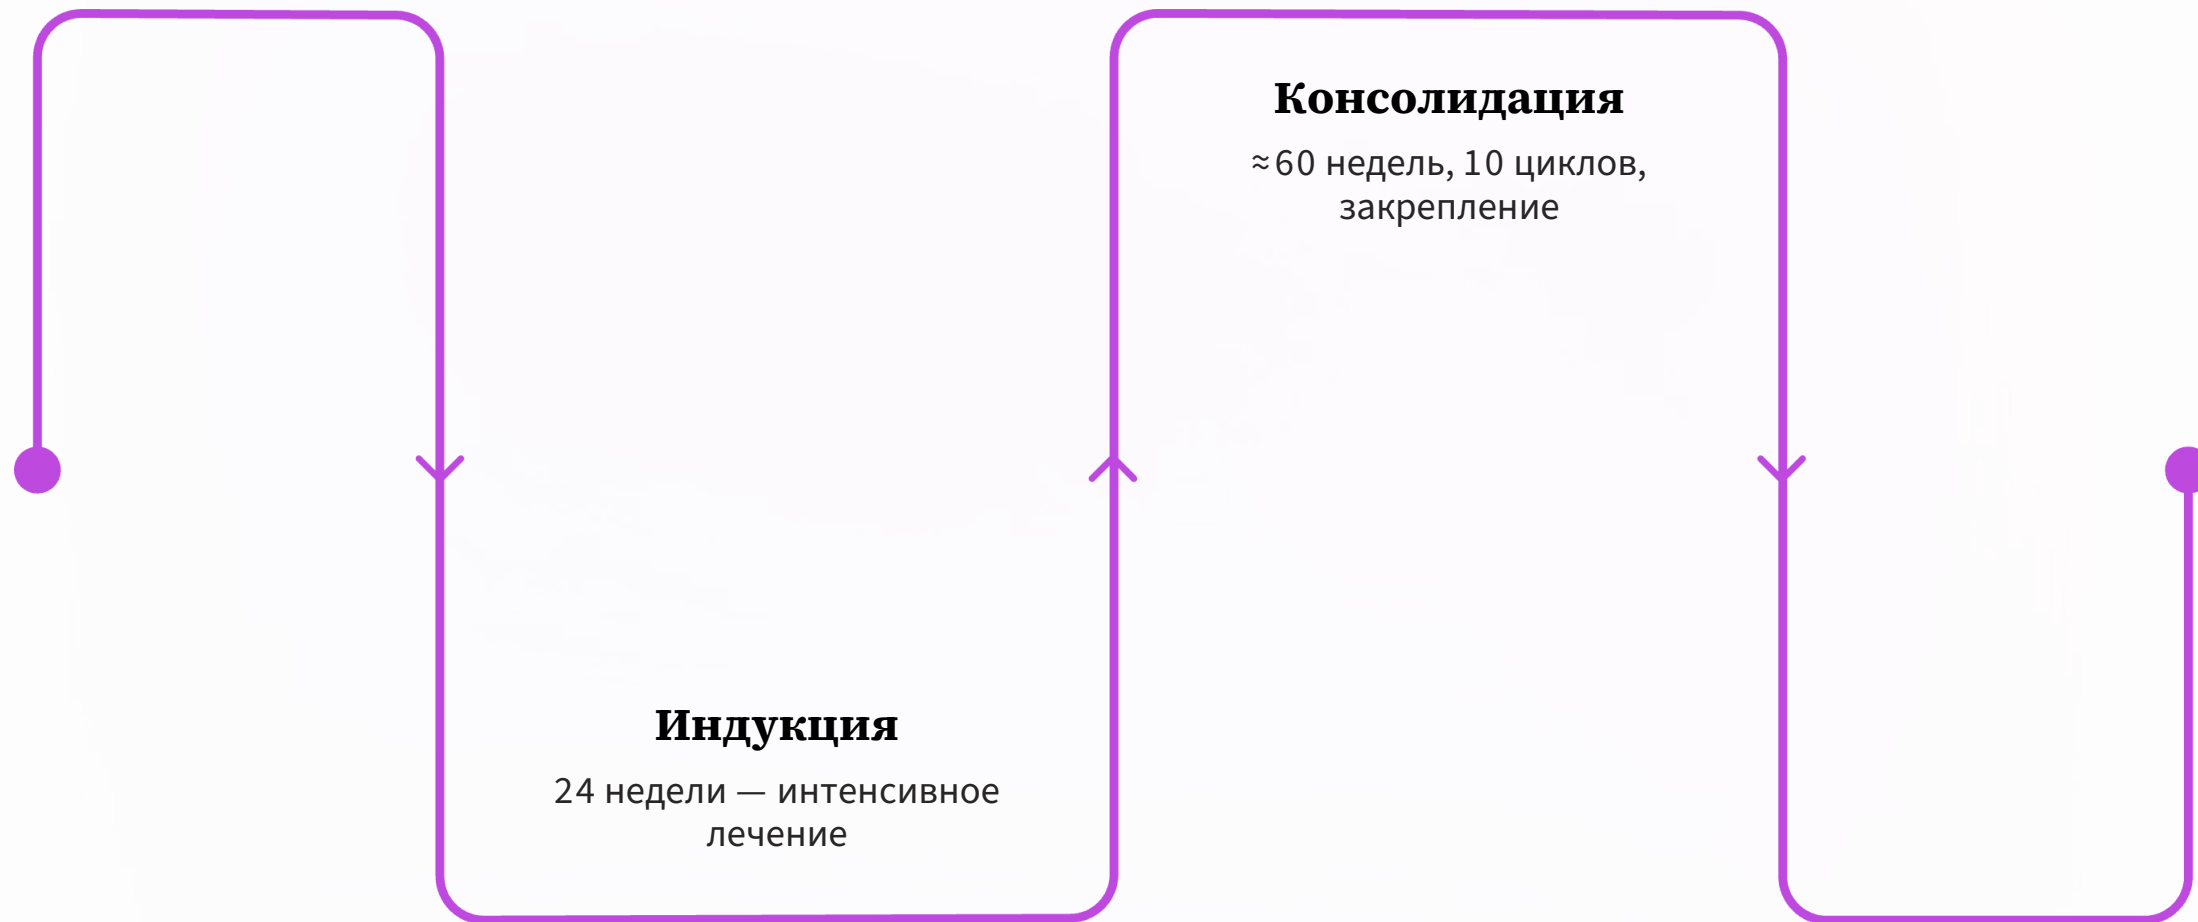 Консолидация
≈60 недель, 10 циклов,
закрепление
Индукция
24 недели — интенсивное
лечение